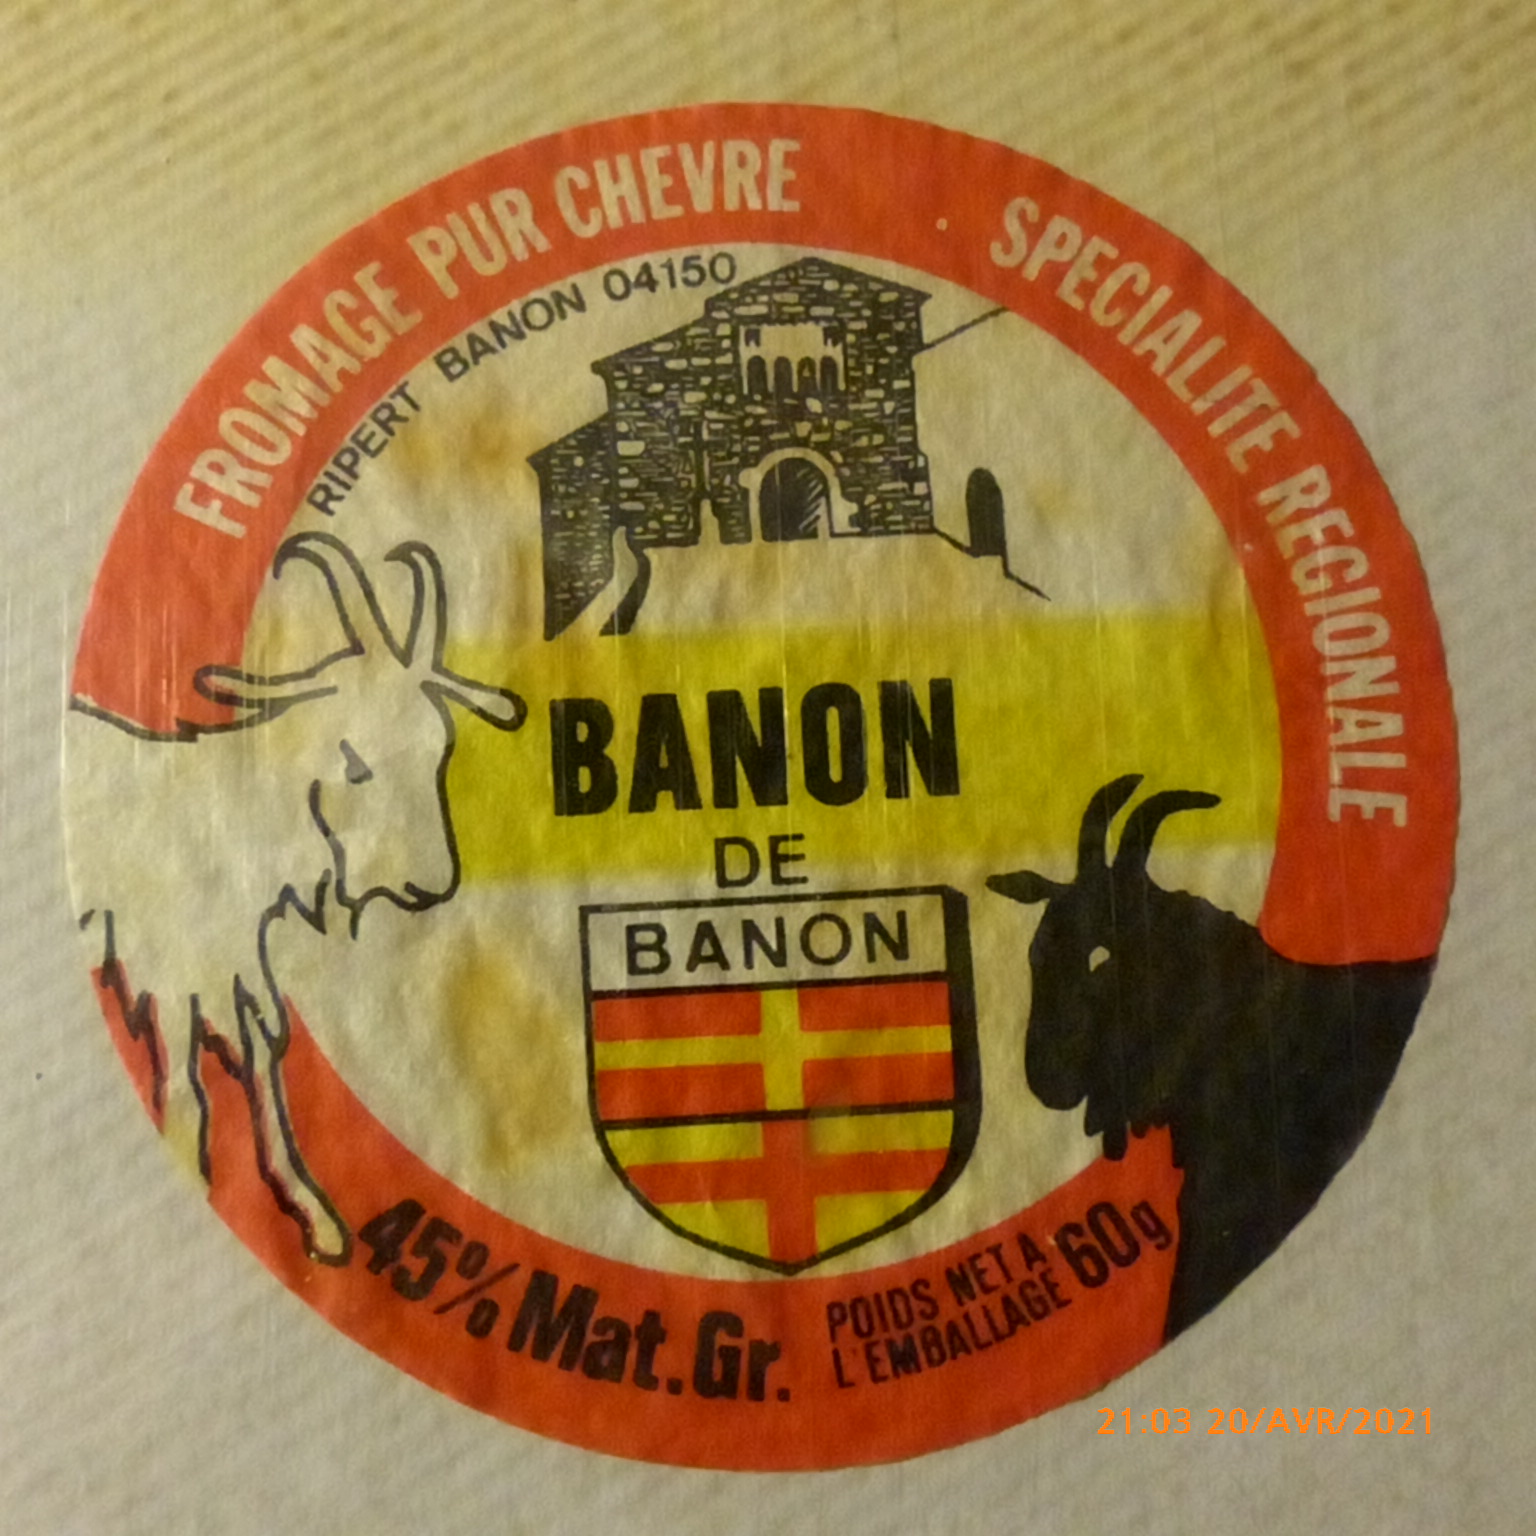 FROMAGE PUR CHEVRE
SPECIALITE REGIONALE
RIPERT BANON 04150
BANON
DE
BANON
45% Mat.Gr.
POIDS NET A
L'EMBALLAGE 60g
21:03 20/AVR/2021